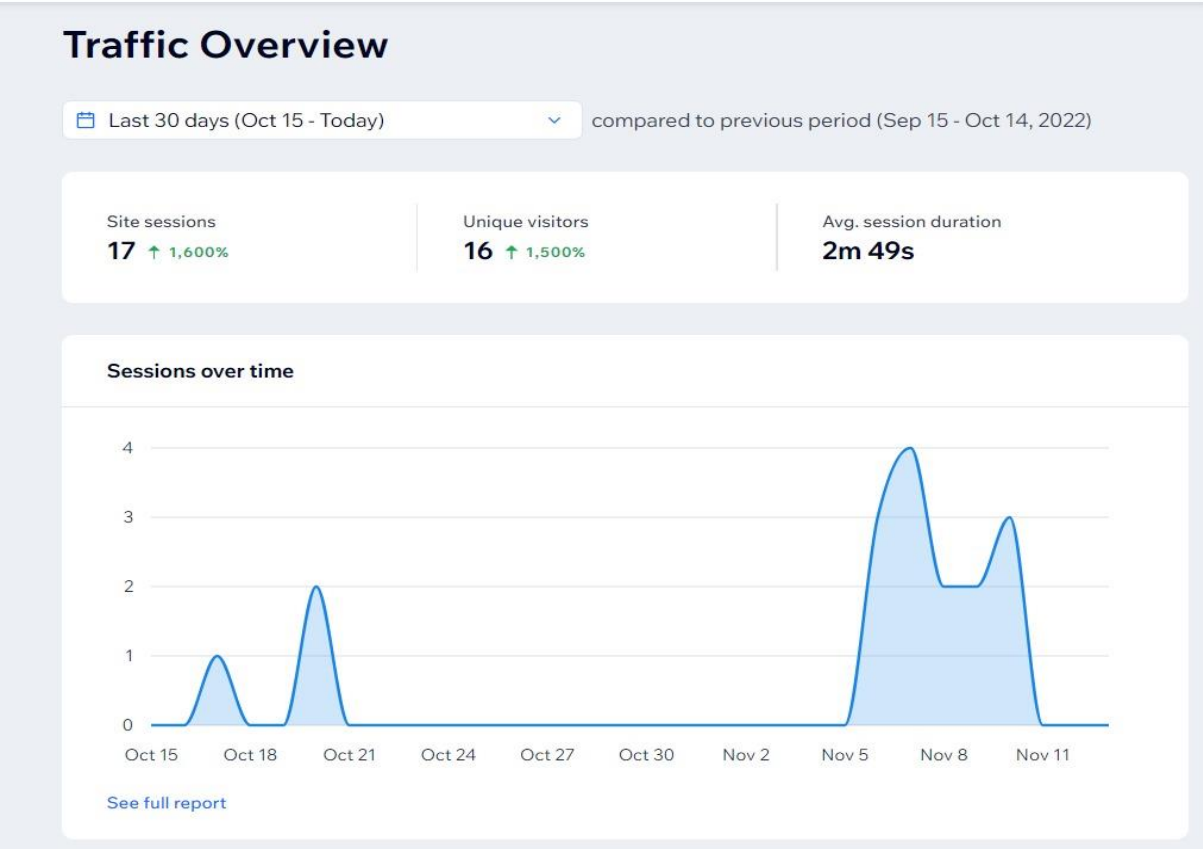 Traffic Overview
Last 30 days (Oct 15 - Today) compared to previous period (Sep 15 - Oct 14, 2022)
Site sessions Unique visitors Avg. session duration
17 ↑ 1,600% 16 ↑ 1,500% 2m 49s
Sessions over time
4
3
2
1
0
Oct 15 Oct 18 Oct 21 Oct 24 Oct 27 Oct 30 Nov 2 Nov 5 Nov 8 Nov 11
See full report